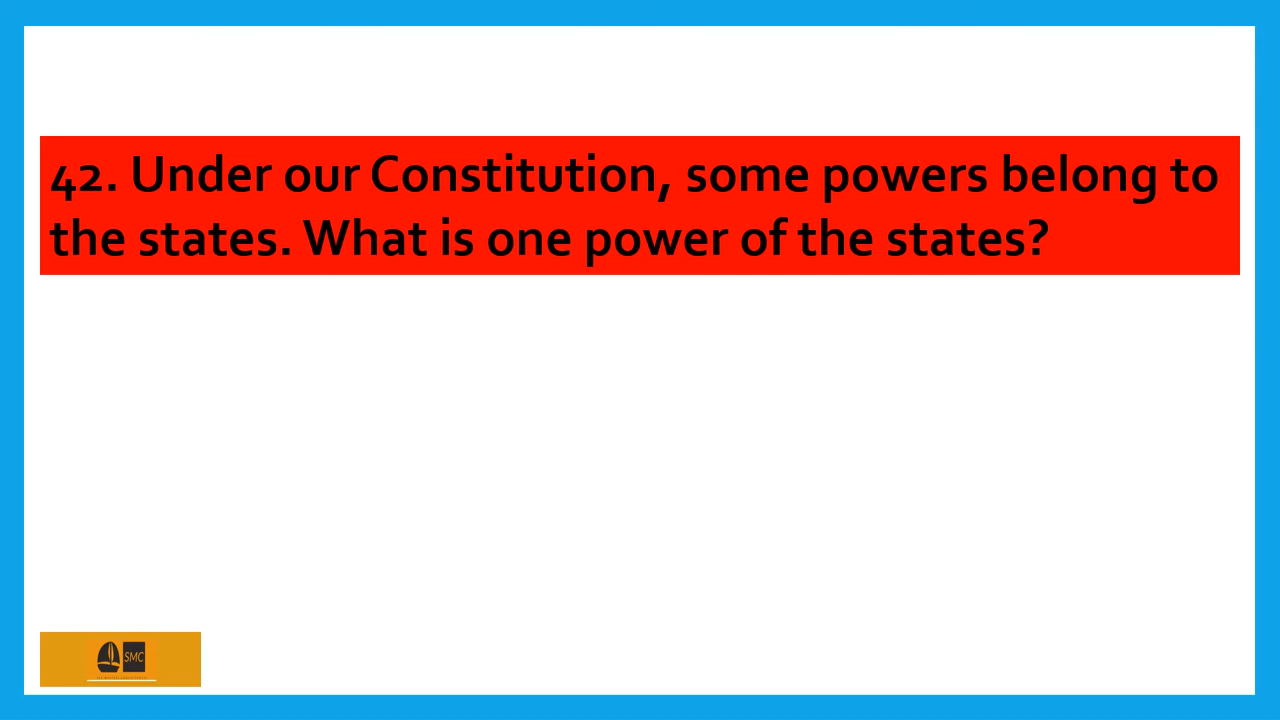 42. Under our Constitution, some powers belong to
the states. What is one power of the states?
SMC